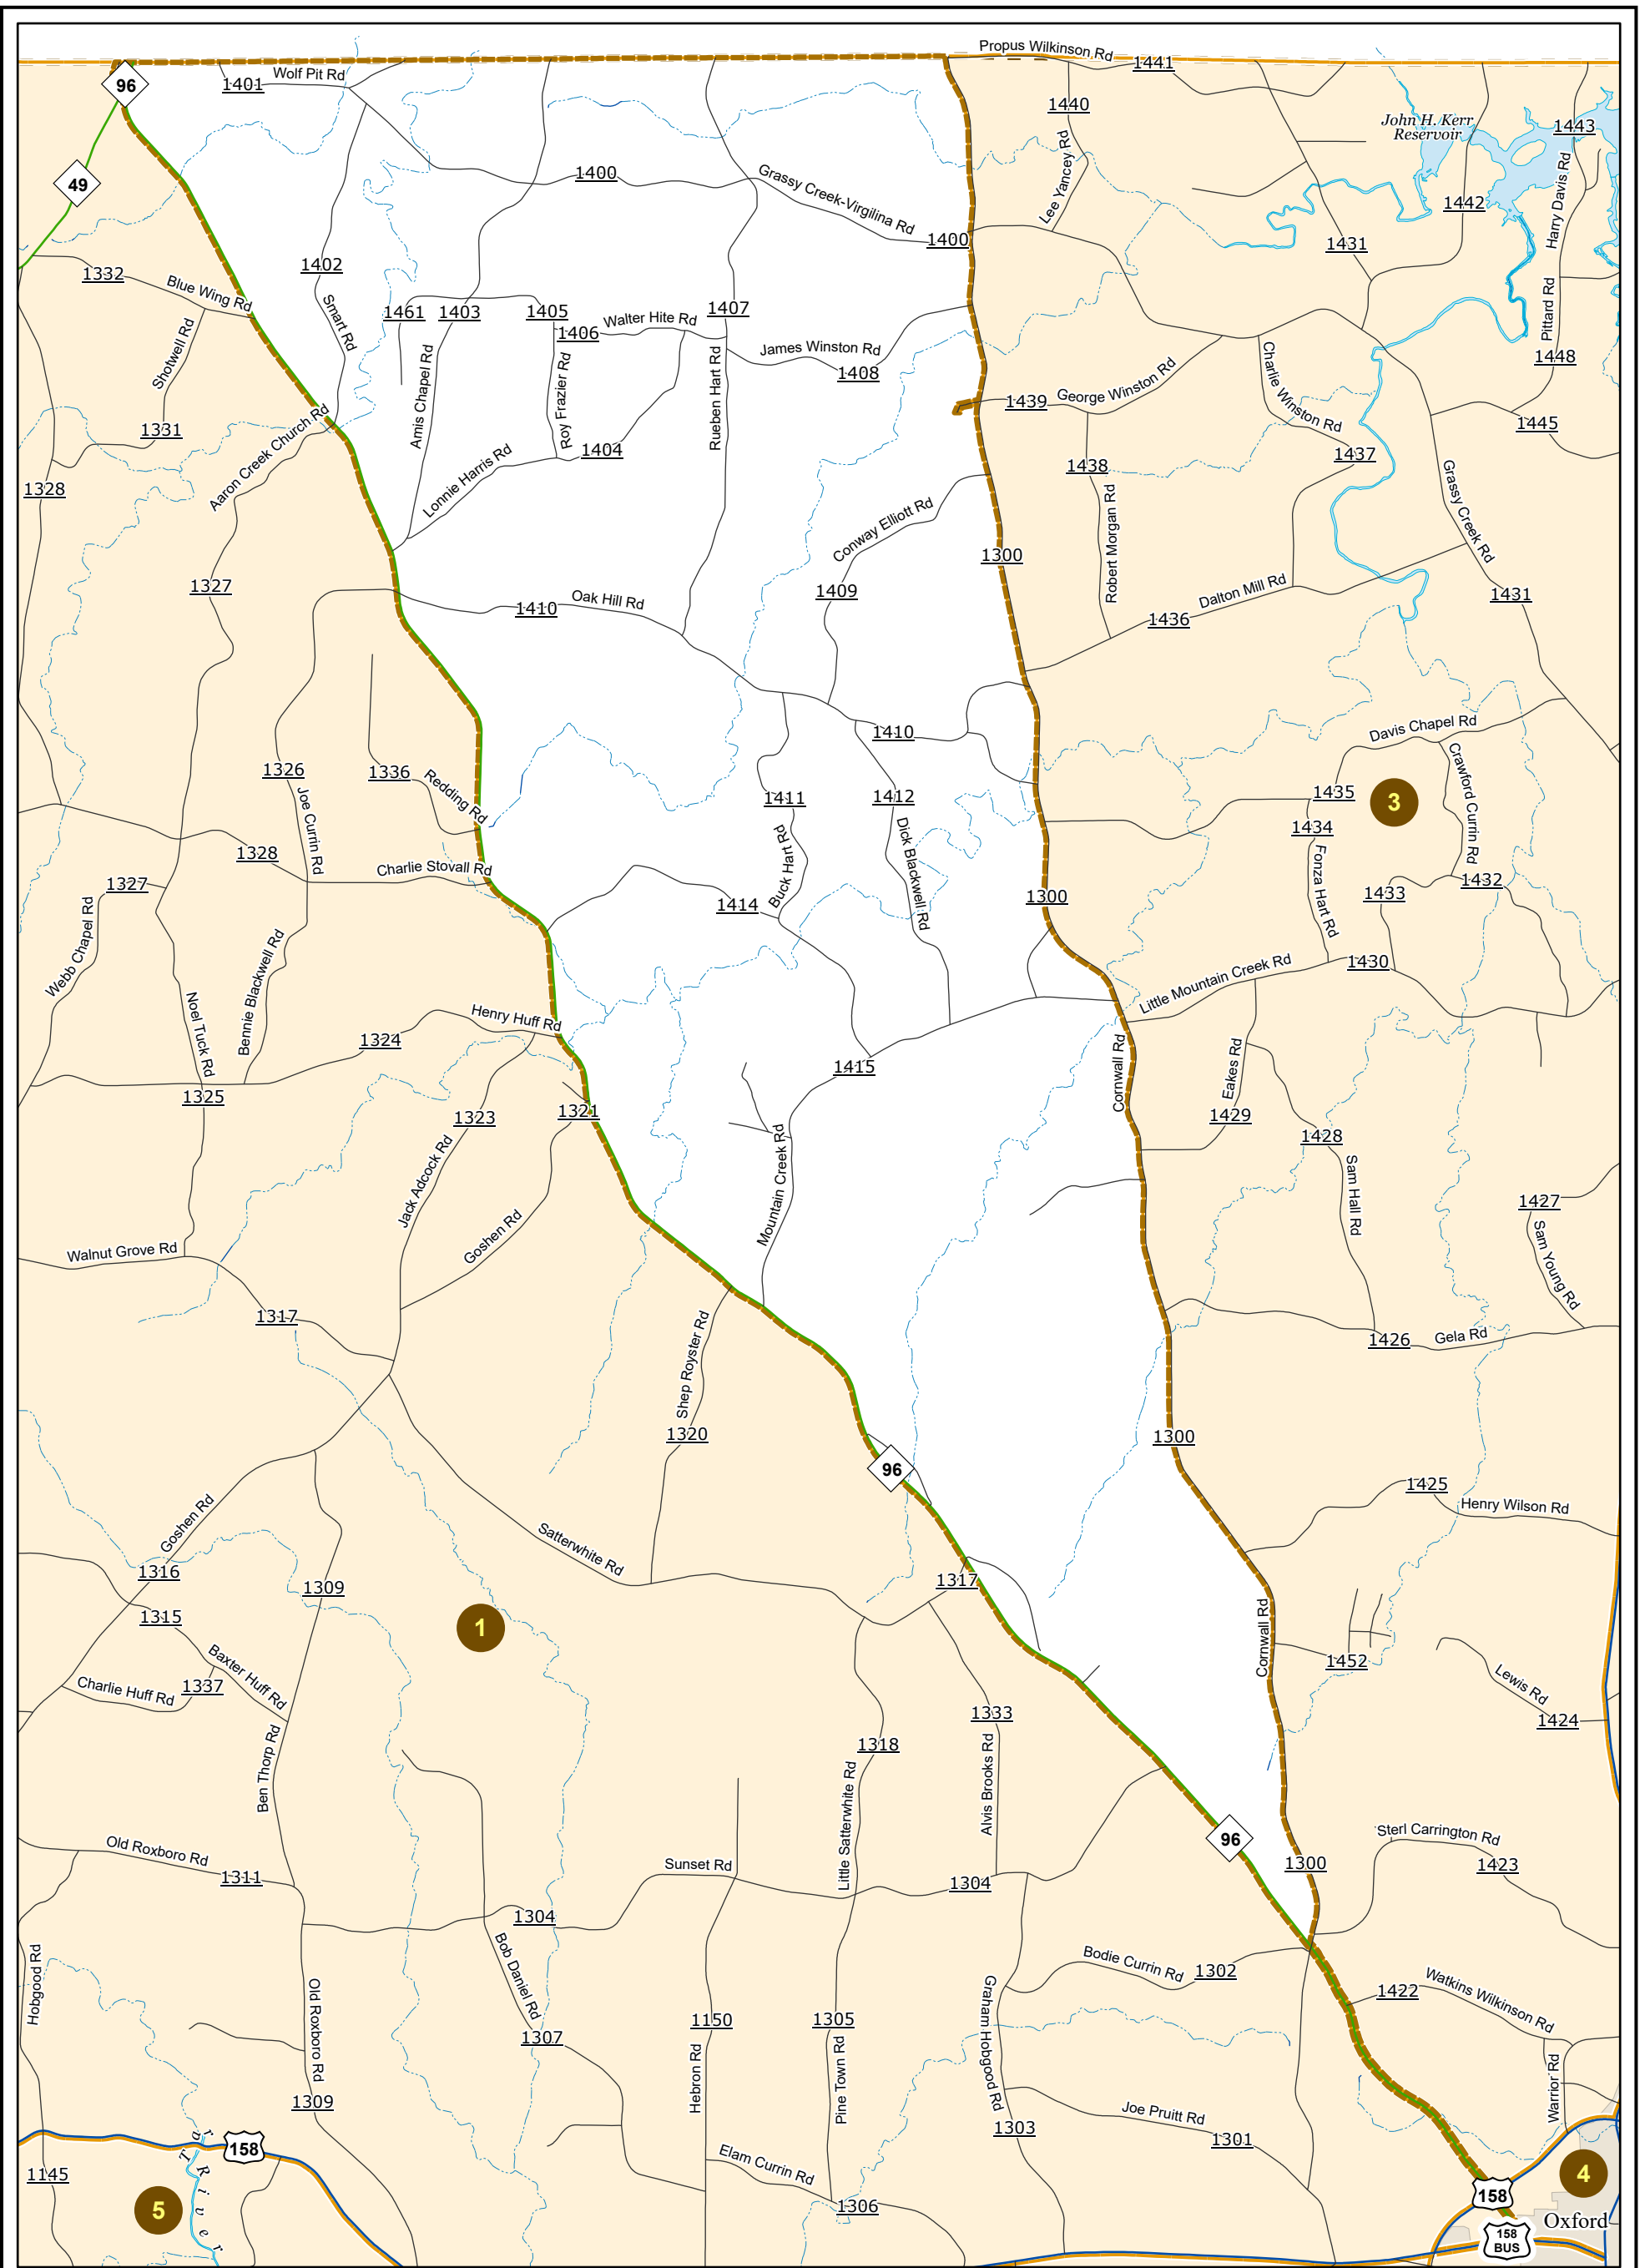 Propus Wilkinson Rd
1441
96
1401
Wolf Pit Rd
1440
John H. Kerr
Reservoir
1443
49
1400
Grassy Creek-Virgilina Rd
1400
Lee Yancey Rd
1442
Harry Davis Rd
1431
1332
Blue Wing Rd
1402
Smart Rd
1461
1403
1405
1406
Walter Hite Rd
1407
James Winston Rd
1408
Pittard Rd
1448
Shotwell Rd
1331
Aaron Creek Church Rd
Amis Chapel Rd
Roy Frazier Rd
Rueben Hart Rd
1439
George Winston Rd
Charlie Winston Rd
1445
1328
Lonnie Harris Rd
1404
1438
1437
Conway Elliott Rd
Robert Morgan Rd
Grassy Creek Rd
1300
1327
1410
Oak Hill Rd
1409
1436
Dalton Mill Rd
1431
1326
Joe Currin Rd
1336
Redding Rd
1410
Davis Chapel Rd
Crawford Currin Rd
1411
Buck Hart Rd
1412
Dick Blackwell Rd
1435
3
1434
Fonza Hart Rd
1328
1327
Charlie Stovall Rd
1414
1300
1433
1432
Webb Chapel Rd
Bennie Blackwell Rd
Noel Tuck Rd
1430
Little Mountain Creek Rd
1324
Henry Huff Rd
1415
Cornwall Rd
Eakes Rd
1325
1323
1321
1429
1428
Jack Adcock Rd
Mountain Creek Rd
Sam Hall Rd
1427
Sam Young Rd
Walnut Grove Rd
Goshen Rd
1317
Shep Royster Rd
1426
Gela Rd
1320
96
1300
1425
Henry Wilson Rd
Goshen Rd
Satterwhite Rd
1316
1309
1317
1315
1
Cornwall Rd
1452
Baxter Huff Rd
Charlie Huff Rd
1337
Lewis Rd
1424
1333
1318
Ben Thorp Rd
Little Satterwhite Rd
Alvis Brooks Rd
96
Sterl Carrington Rd
1423
Old Roxboro Rd
1311
Sunset Rd
1304
1300
1304
Bob Daniel Rd
Bodie Currin Rd
1302
Hobgood Rd
Old Roxboro Rd
1307
1150
1305
Graham Hobgood Rd
1422
Watkins Wilkinson Rd
Hebron Rd
Pine Town Rd
Warrior Rd
1309
1303
Joe Pruitt Rd
1301
158
Tar River
1145
5
Elam Currin Rd
1306
4
158
Oxford
158
BUS